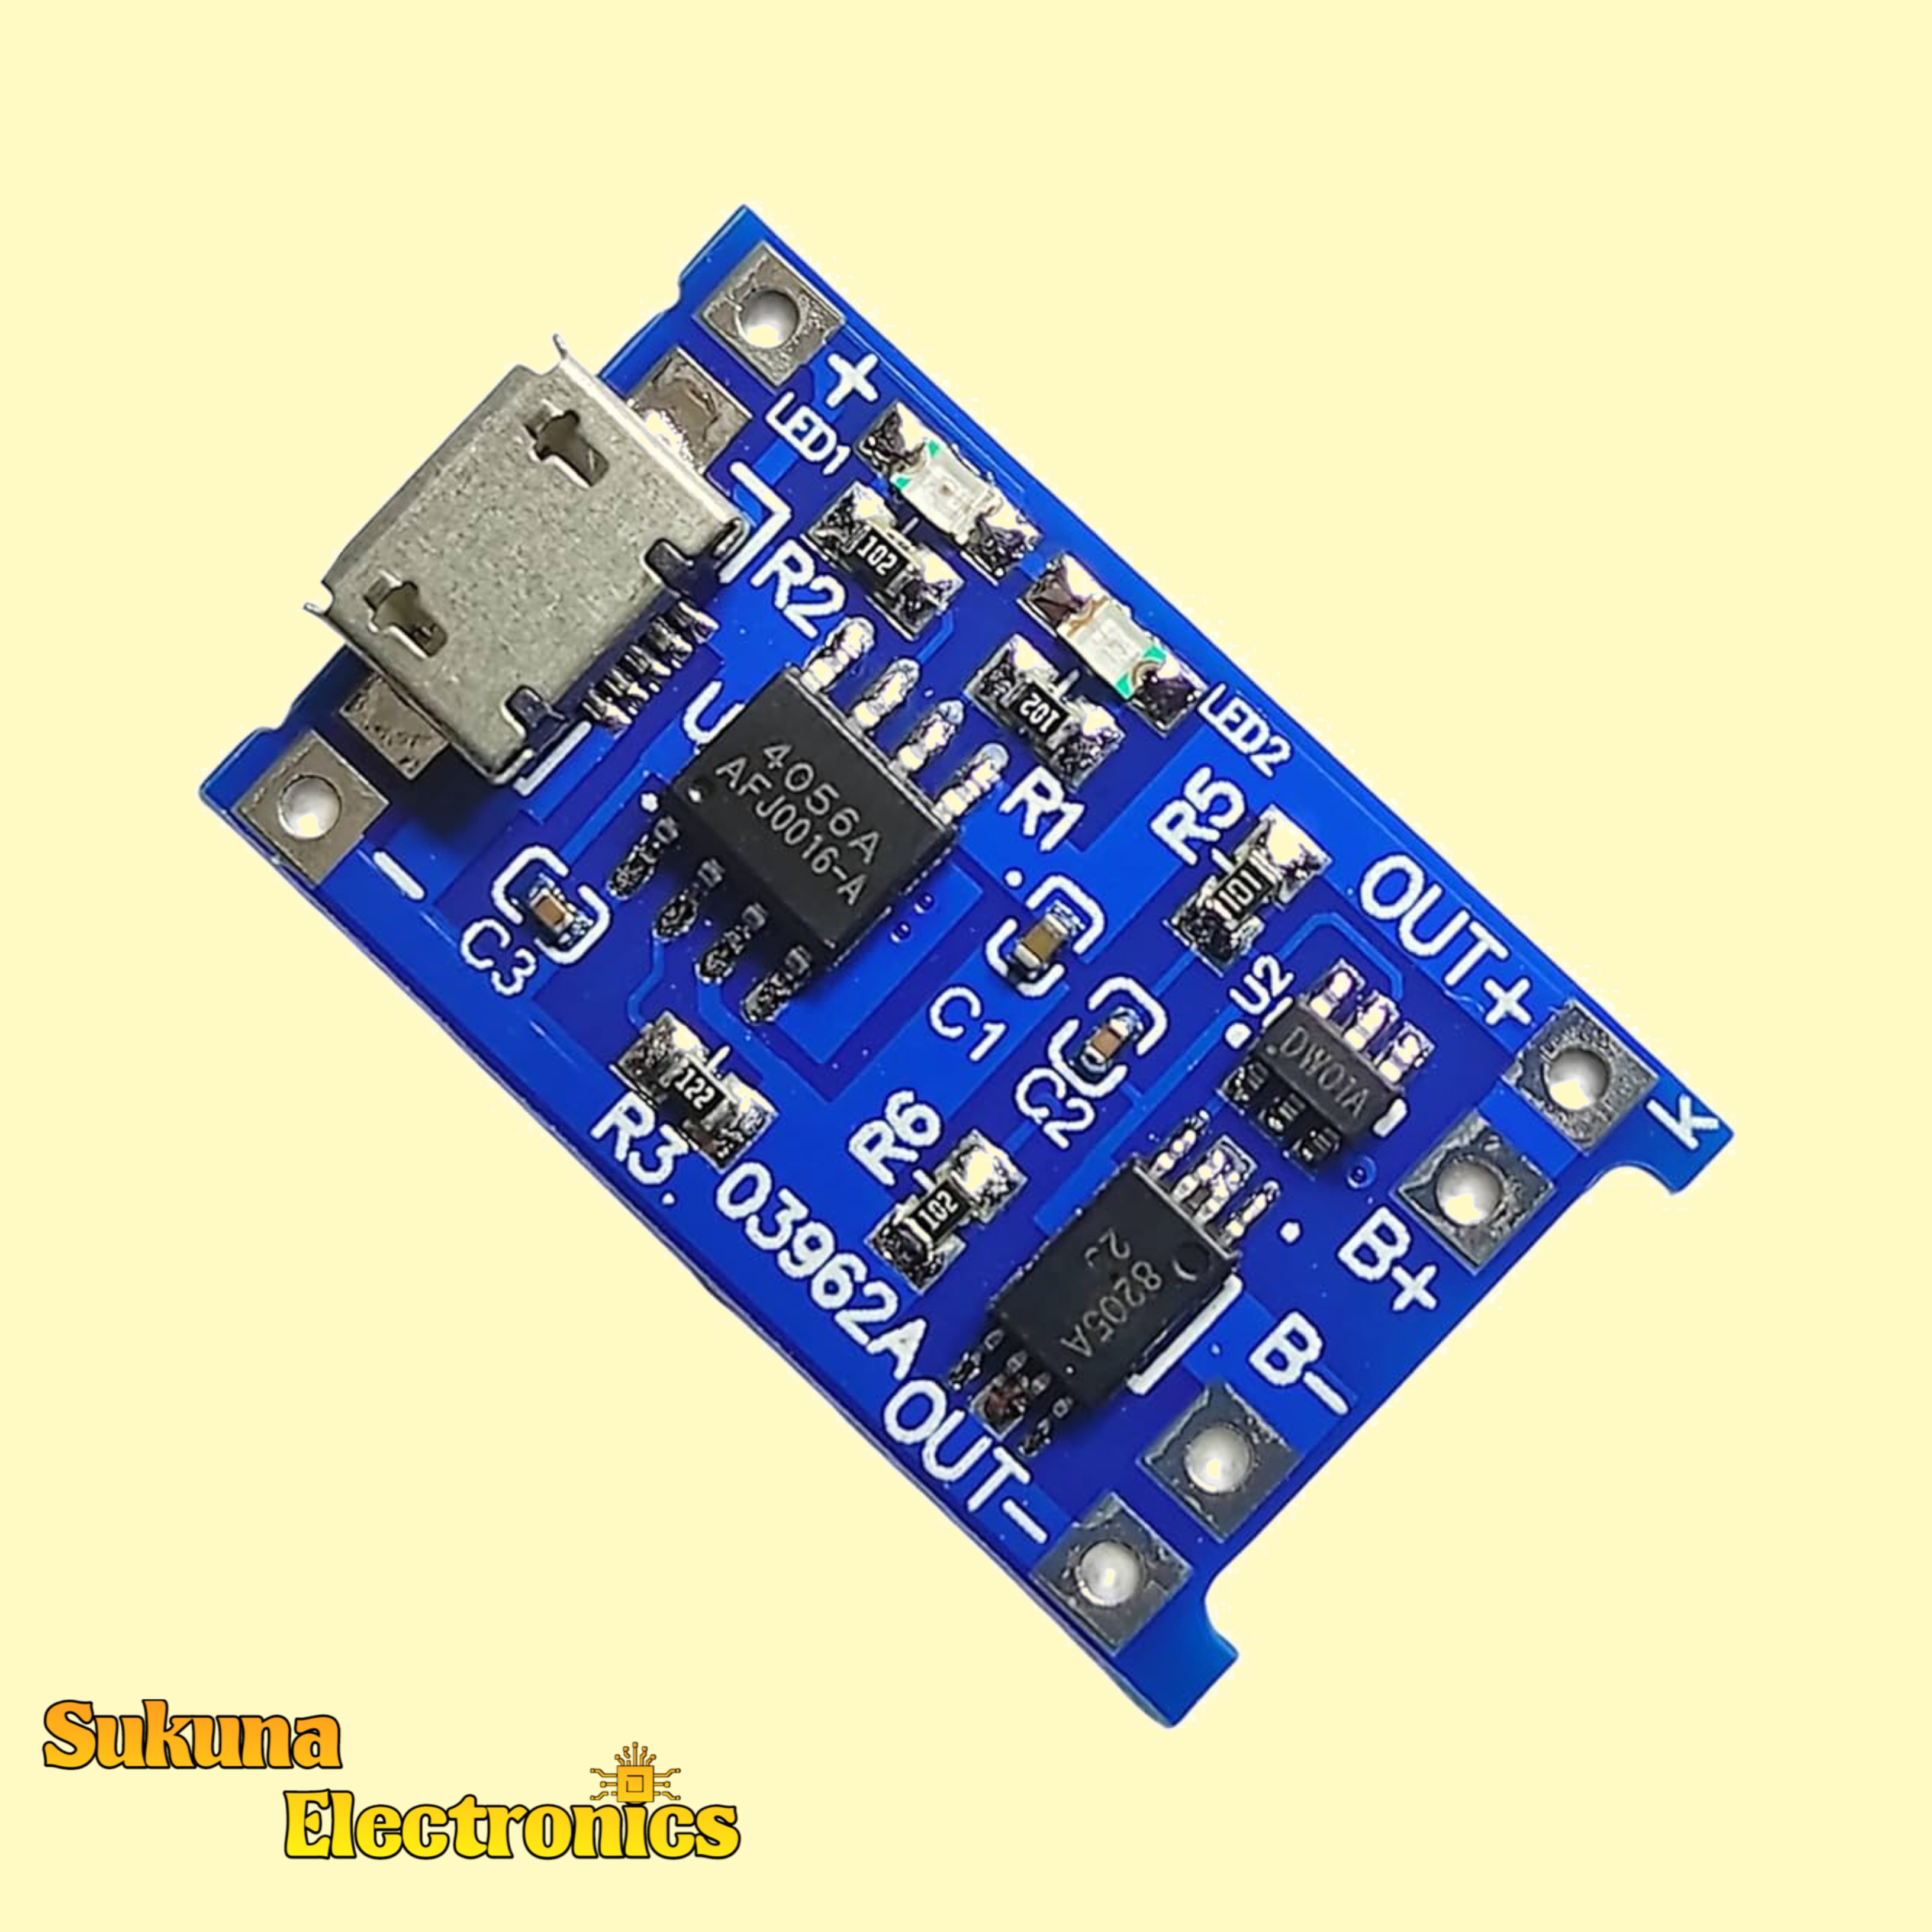 +
LED1
R2
102
102
LED2
R1
U
4056A
AFJ0016-A
-
C3
R5
101
OUT+
C1
C2
U2
DW01A
K
122
R3
R6
102
03962A
8205A
2J
B+
B-
OUT-
Sukuna
Electronics